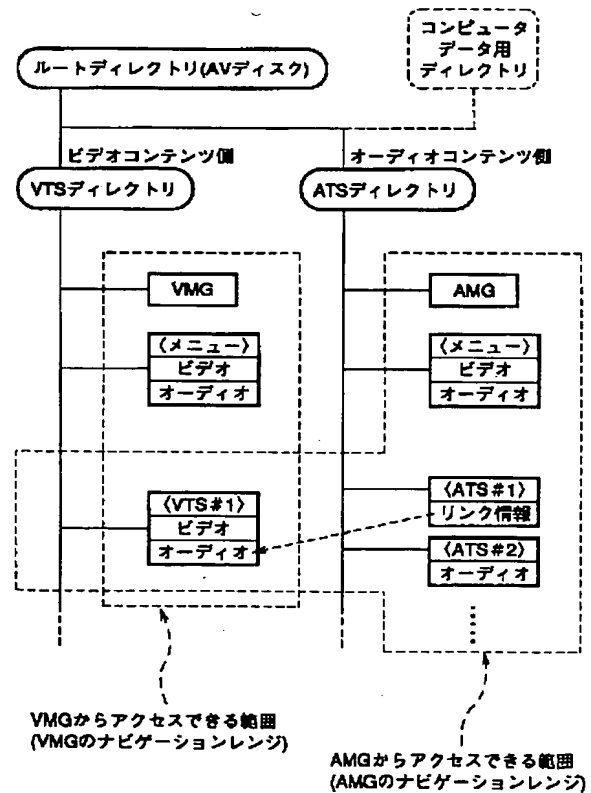 コンピュータ
データ用
ディレクトリ
ルートディレクトリ(AVディスク)
ビデオコンテンツ側
オーディオコンテンツ側
VTSディレクトリ
ATSディレクトリ
VMG
AMG
〈メニュー〉
ビデオ
オーディオ
〈メニュー〉
ビデオ
オーディオ
〈VTS#1〉
ビデオ
オーディオ
〈ATS#1〉
リンク情報
〈ATS#2〉
オーディオ
VMGからアクセスできる範囲
(VMGのナビゲーションレンジ)
AMGからアクセスできる範囲
(AMGのナビゲーションレンジ)